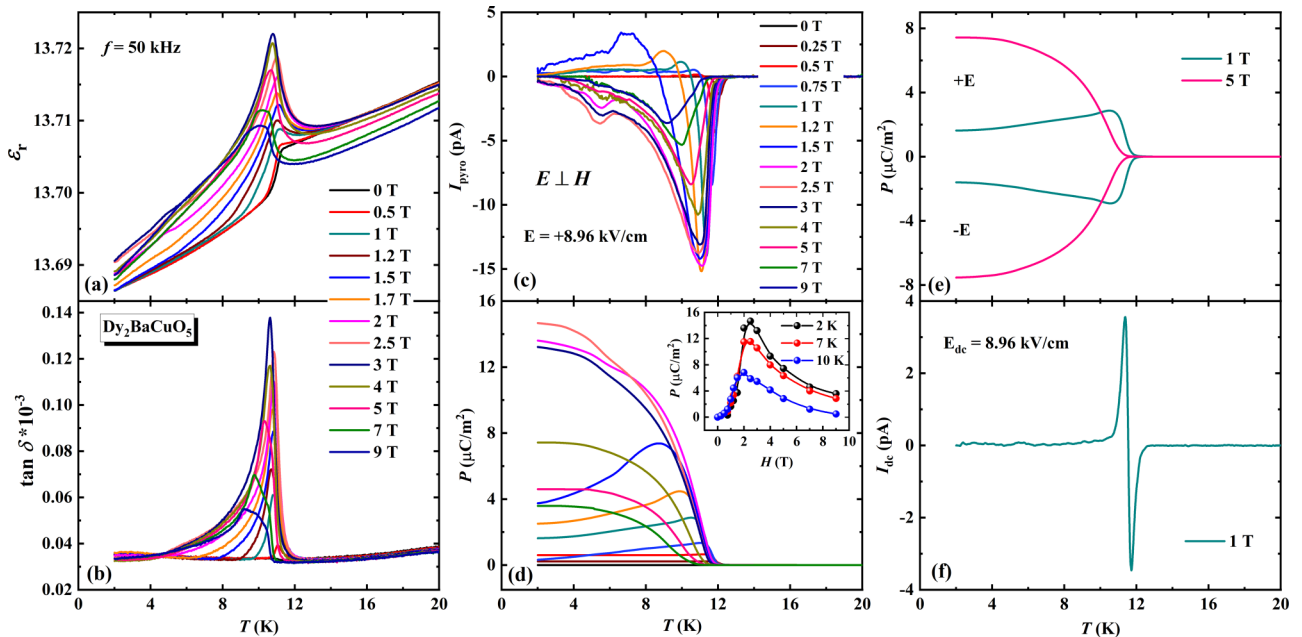 f = 50 kHz
13.72
13.71
13.70
13.69
εr
(a)
0 T
0.5 T
1 T
1.2 T
1.5 T
1.7 T
2 T
2.5 T
3 T
4 T
5 T
7 T
9 T
0.14
0.12
0.10
0.08
0.06
0.04
0.02
tan δ*10⁻³
Dy₂BaCuO₅
(b)
0 4 8 12 16 20
T (K)
5
0
-5
-10
-15
Ipyro (pA)
E ⊥ H
E = +8.96 kV/cm
(c)
0 T
0.25 T
0.5 T
0.75 T
1 T
1.2 T
1.5 T
2 T
2.5 T
3 T
4 T
5 T
7 T
9 T
16
12
8
4
0
P (μC/m²)
(d)
0 4 8 12 16 20
T (K)
16
12
8
4
0
P (μC/m²)
2 K
7 K
10 K
0 1 2 3 4 5 6 7 8 9 10
H (T)
8
4
0
-4
-8
P (μC/m²)
+E
-E
1 T
5 T
(e)
4
2
0
-2
-4
Idc (pA)
Edc = 8.96 kV/cm
1 T
(f)
0 4 8 12 16 20
T (K)